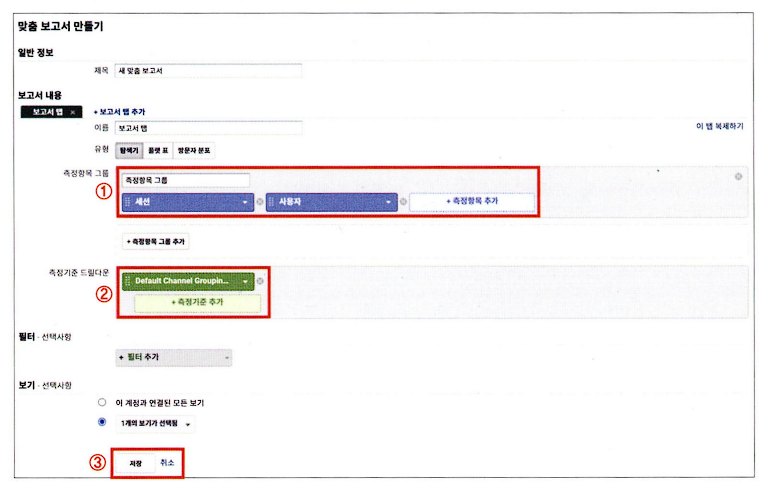 맞춤 보고서 만들기
일반 정보
제목 새 맞춤 보고서
보고서 내용
보고서 탭 × + 보고서 탭 추가
이름 보고서 탭 이 탭 복제하기
유형 탐색기 플랫 표 방문자 분포
측정항목 그룹 측정항목 그룹
① 세션 사용자 + 측정항목 추가
+ 측정항목 그룹 추가
측정기준 드릴다운 Default Channel Groupin...
② + 측정기준 추가
필터 - 선택사항
+ 필터 추가
보기 - 선택사항
이 계정과 연결된 모든 보기
1개의 보기가 선택됨
③ 저장 취소